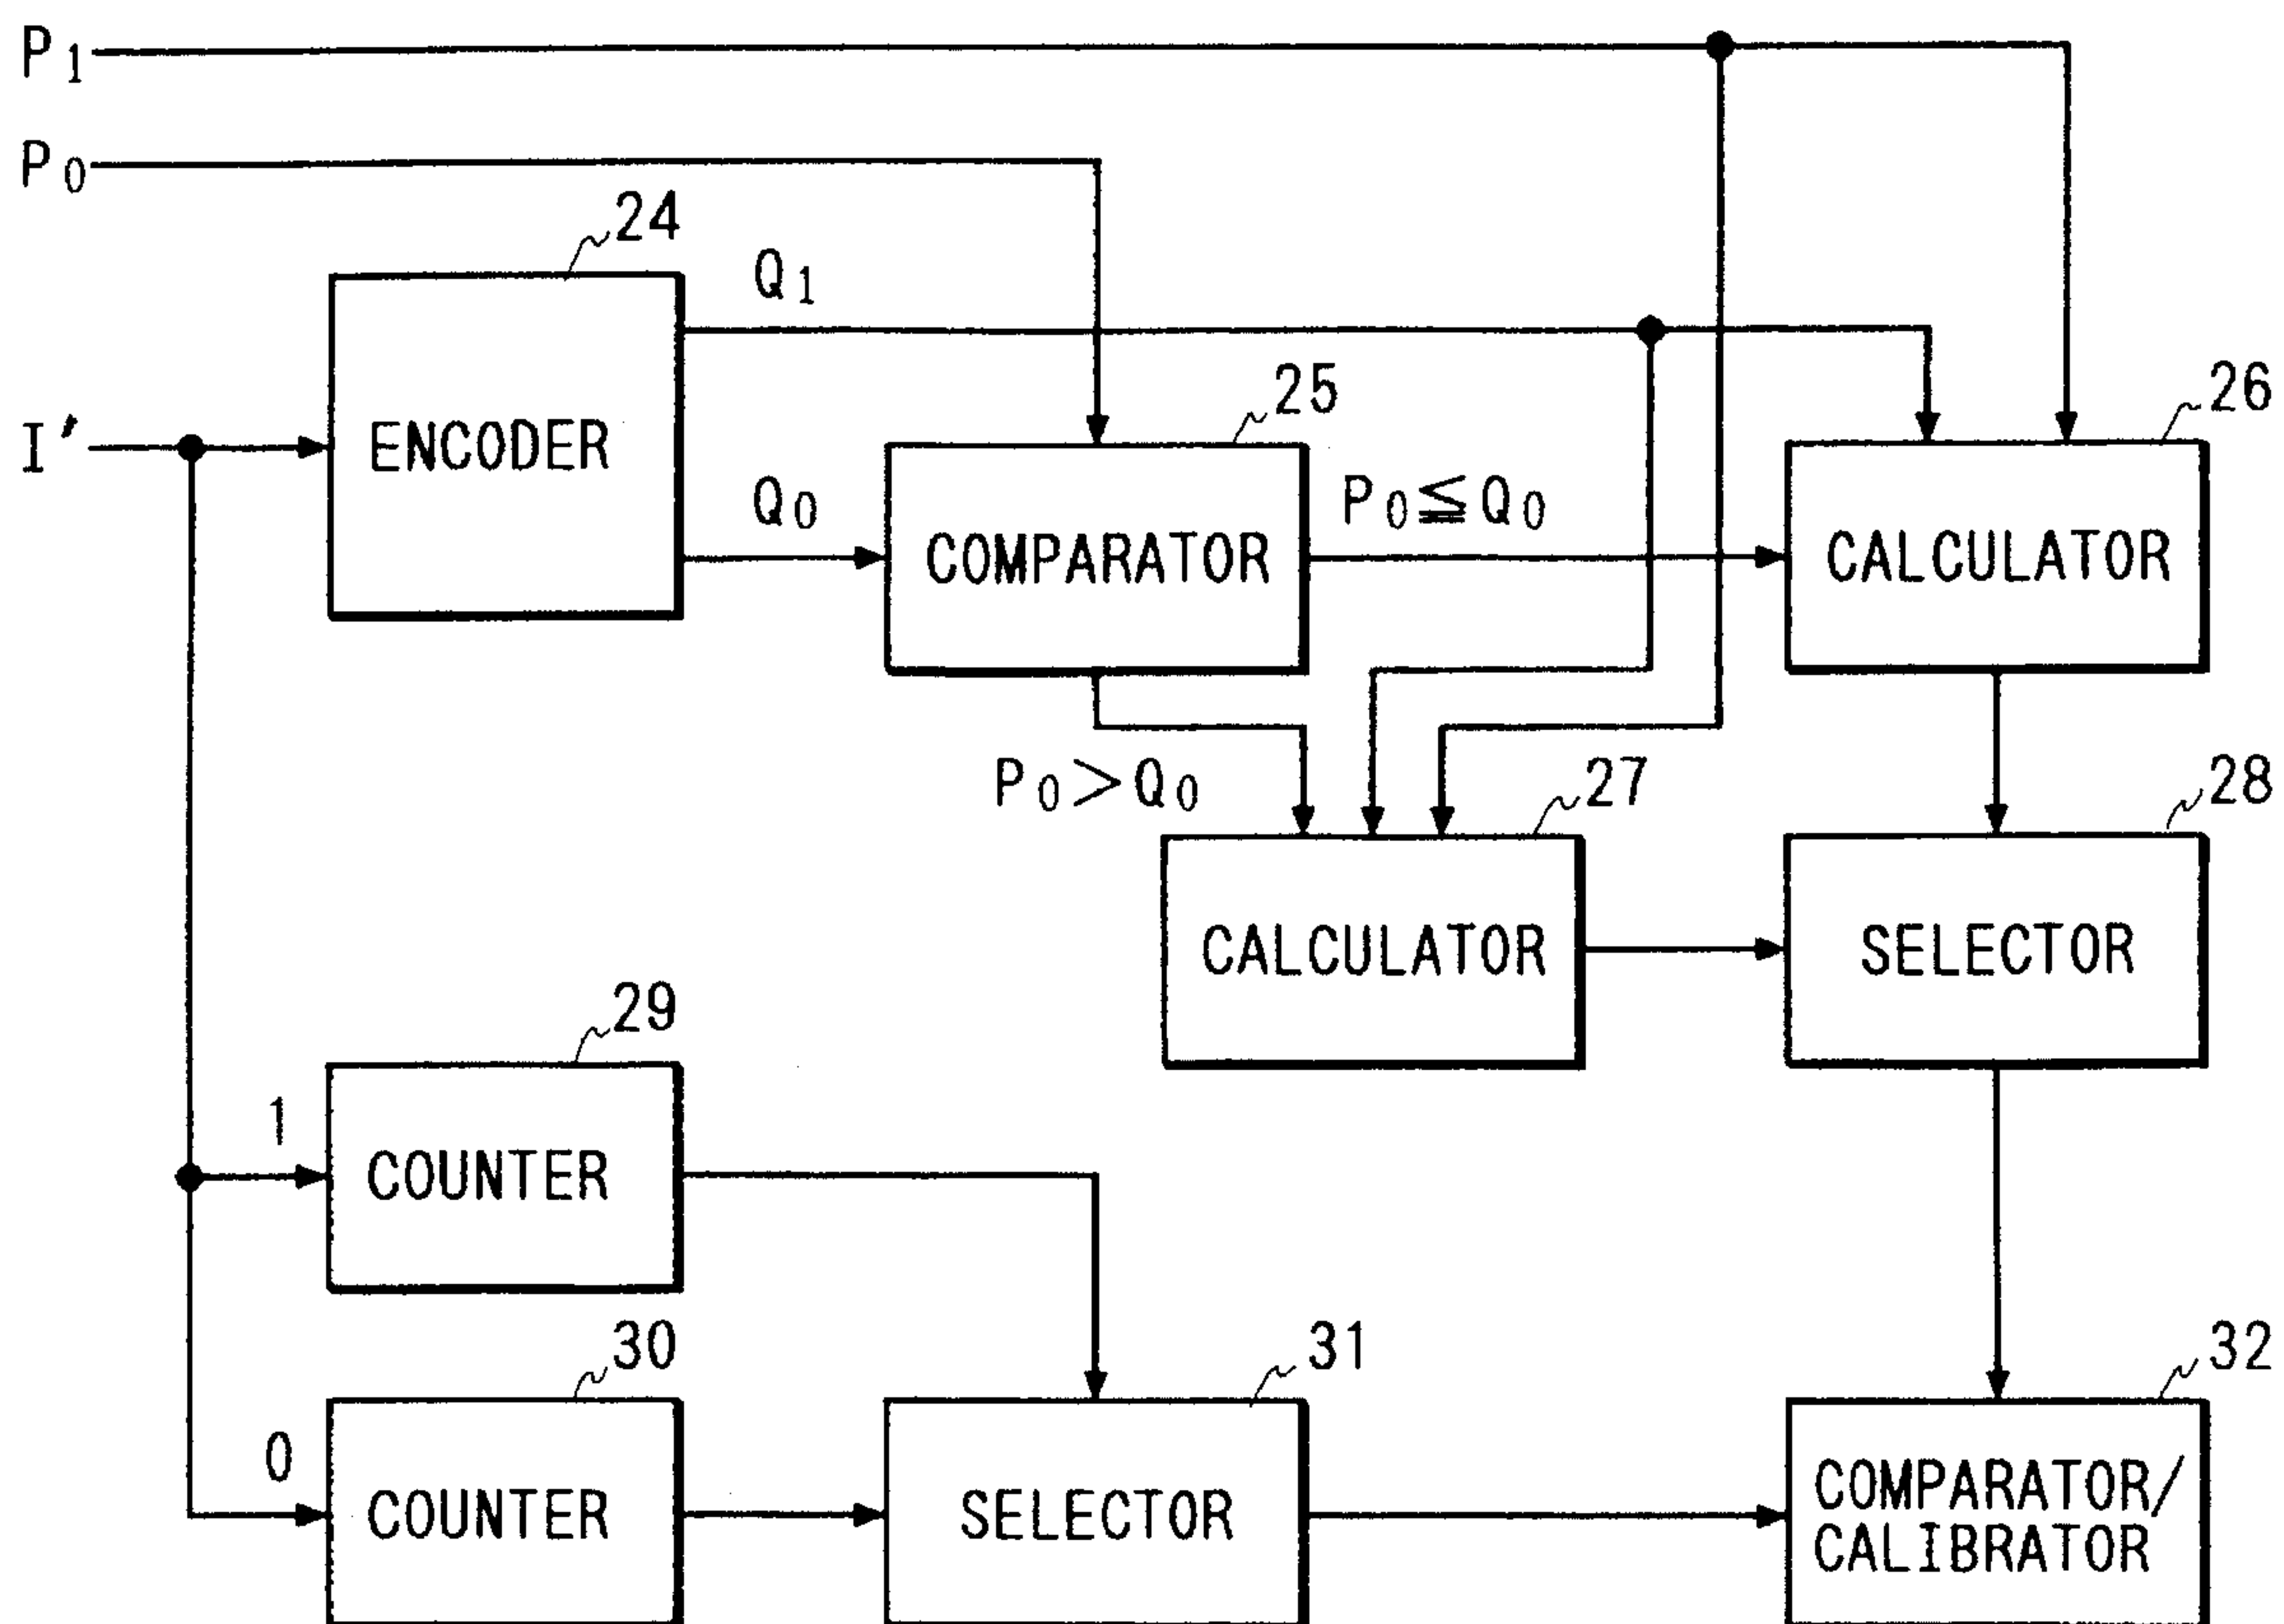 P1
P0
24
Q1
25
26
I'
ENCODER
Q0
P0≦Q0
COMPARATOR
CALCULATOR
P0>Q0
27
28
CALCULATOR
SELECTOR
29
1
COUNTER
30
31
32
0
COUNTER
SELECTOR
COMPARATOR/
CALIBRATOR